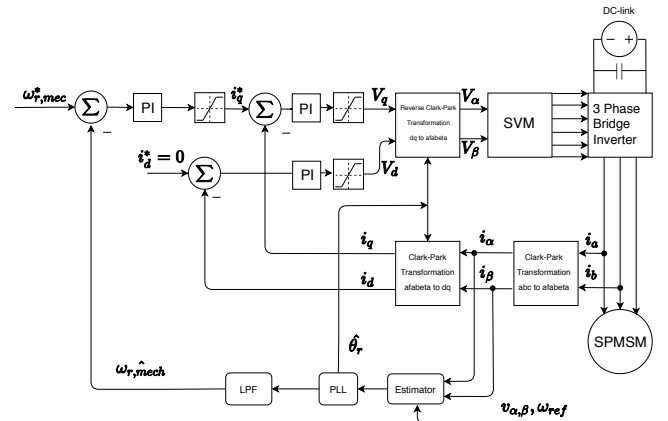 DC-link
− +
ω*r,mec
Σ
−
PI
i*q
Σ
−
PI
Vq
Reverse Clark-Park
Transformation
dq to afabeta
Vα
Vβ
SVM
3 Phase
Bridge
Inverter
i*d = 0
Σ
−
PI
Vd
iq
id
Clark-Park
Transformation
afabeta to dq
iα
iβ
Clark-Park
Transformation
abc to afabeta
ia
ib
SPMSM
θ̂r
ω̂r,mech
LPF
PLL
Estimator
vα,β, ωref